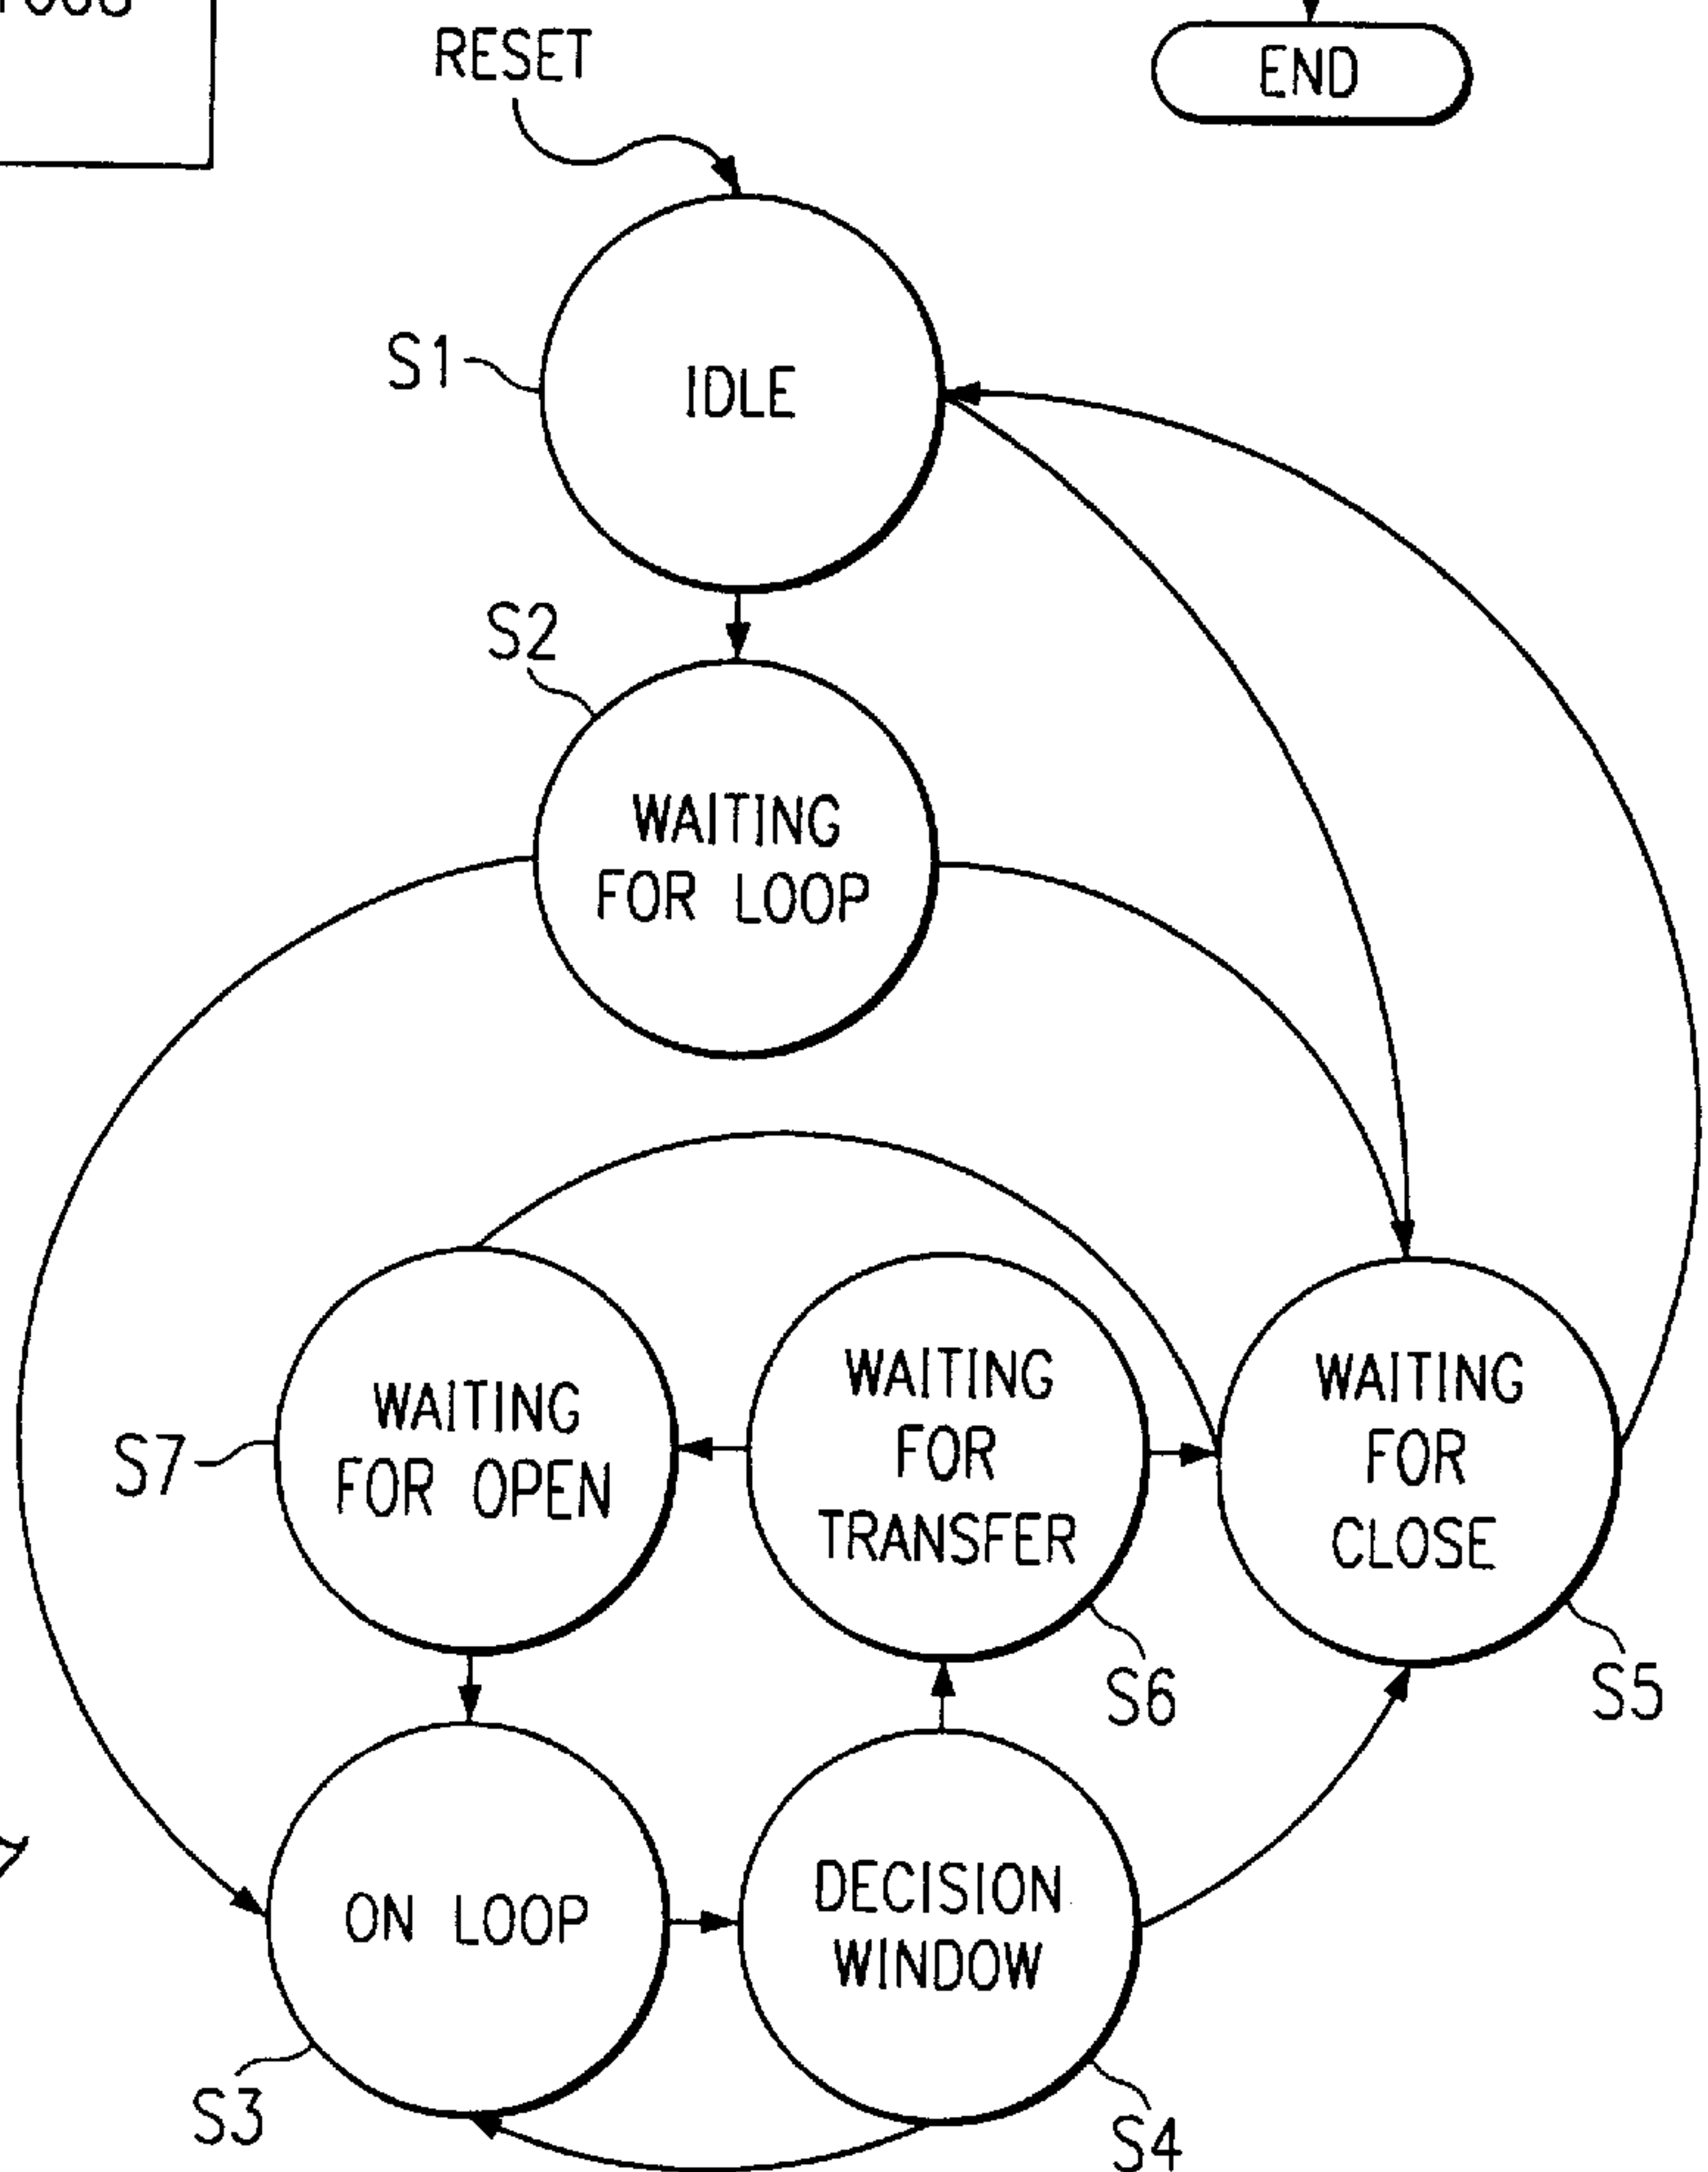 RESET
END
S1
IDLE
S2
WAITING
FOR LOOP
WAITING
FOR OPEN
S7
WAITING
FOR
TRANSFER
S6
WAITING
FOR
CLOSE
S5
ON LOOP
S3
DECISION
WINDOW
S4